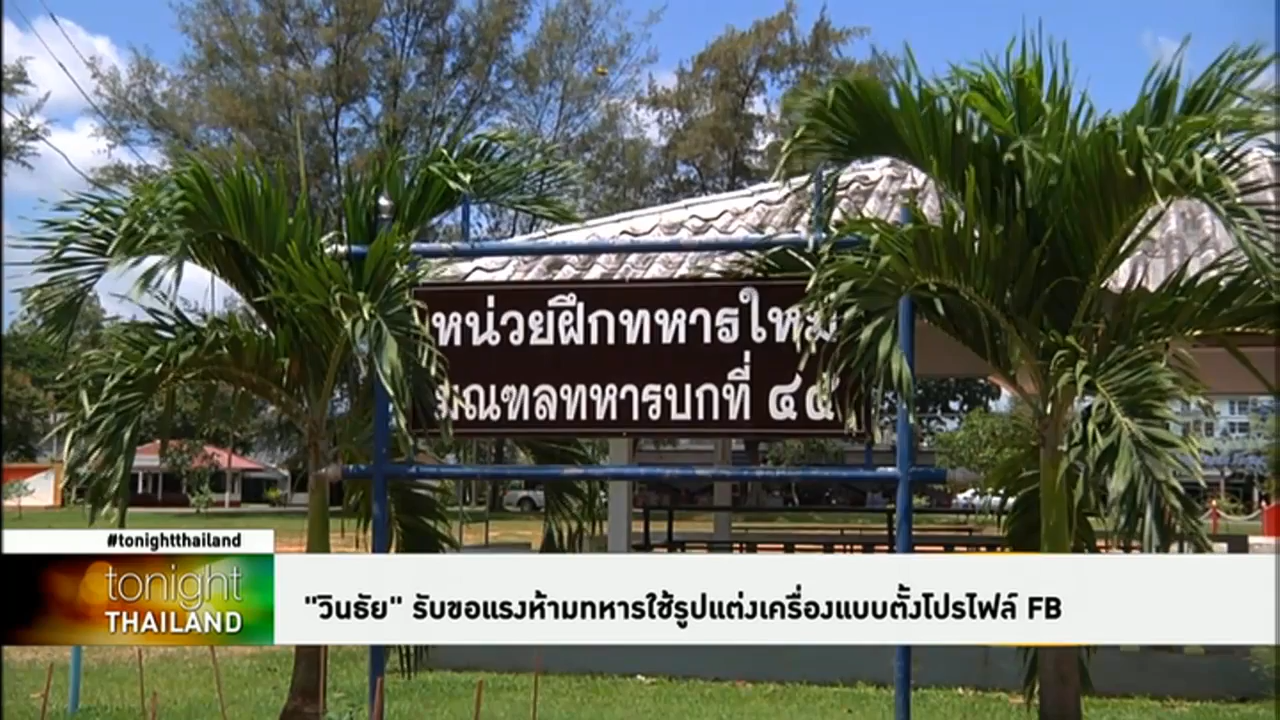 หน่วยฝึกทหารใหม่
มณฑลทหารบกที่ ๔๕
#tonightthailand
tonight
THAILAND
"วินธัย" รับขอแรงห้ามทหารใช้รูปแต่งเครื่องแบบตั้งโปรไฟล์ FB